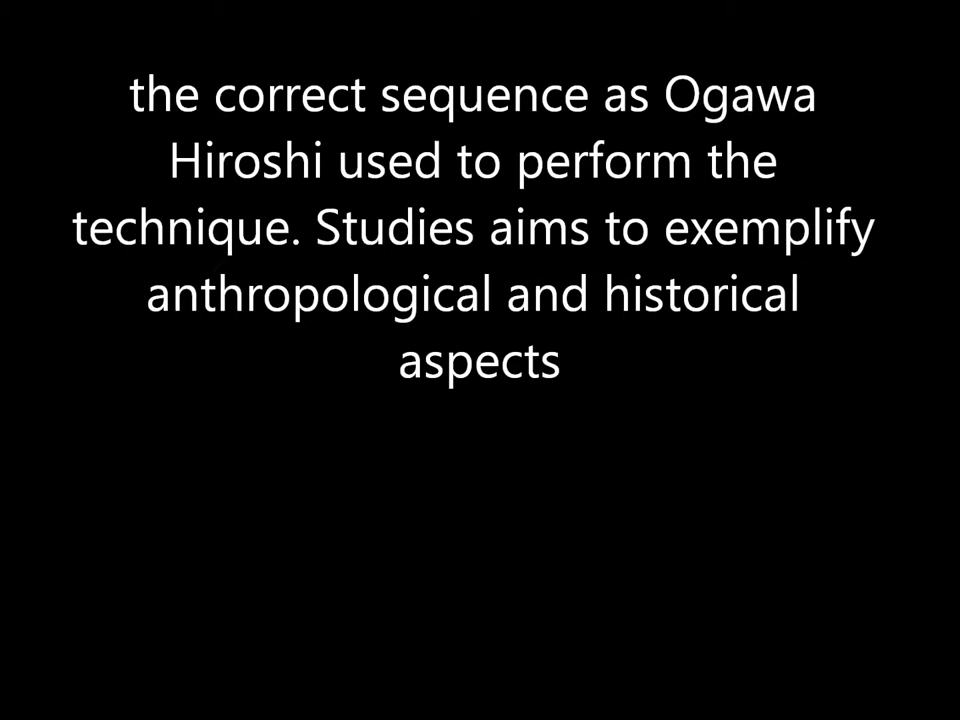 the correct sequence as Ogawa
Hiroshi used to perform the
technique. Studies aims to exemplify
anthropological and historical
aspects